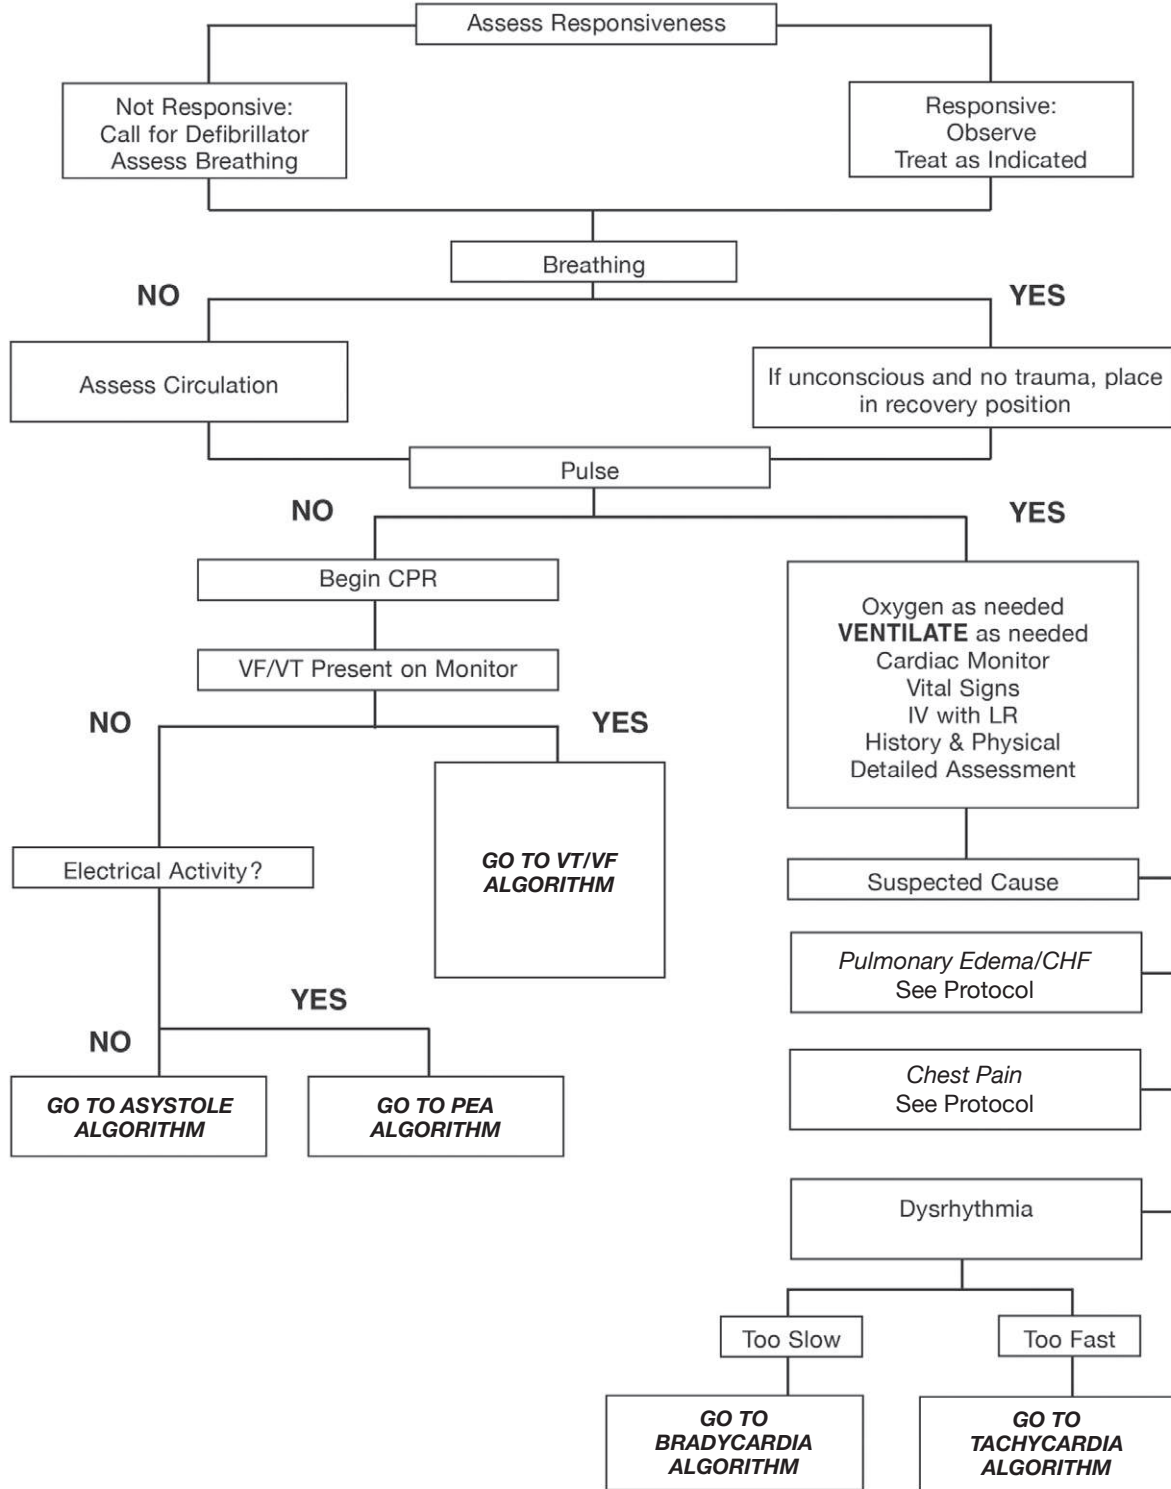 Assess Responsiveness
Not Responsive:
Call for Defibrillator
Assess Breathing
Responsive:
Observe
Treat as Indicated
Breathing
NO
YES
Assess Circulation
If unconscious and no trauma, place
in recovery position
Pulse
NO
YES
Begin CPR
VF/VT Present on Monitor
Oxygen as needed
VENTILATE as needed
Cardiac Monitor
Vital Signs
IV with LR
History & Physical
Detailed Assessment
NO
YES
Electrical Activity?
GO TO VT/VF
ALGORITHM
Suspected Cause
Pulmonary Edema/CHF
See Protocol
YES
NO
GO TO ASYSTOLE
ALGORITHM
GO TO PEA
ALGORITHM
Chest Pain
See Protocol
Dysrhythmia
Too Slow
Too Fast
GO TO
BRADYCARDIA
ALGORITHM
GO TO
TACHYCARDIA
ALGORITHM